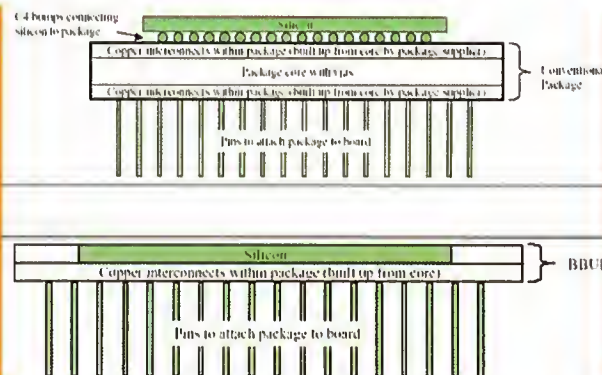 C4 bumps connecting
silicon to package
Silicon
Copper interconnects within package (built up from core by package supplier)
Package core with vias
Copper interconnects within package (built up from core by package supplier)
Conventional
Package
Pins to attach package to board
Silicon
Copper interconnects within package (built up from core)
Pins to attach package to board